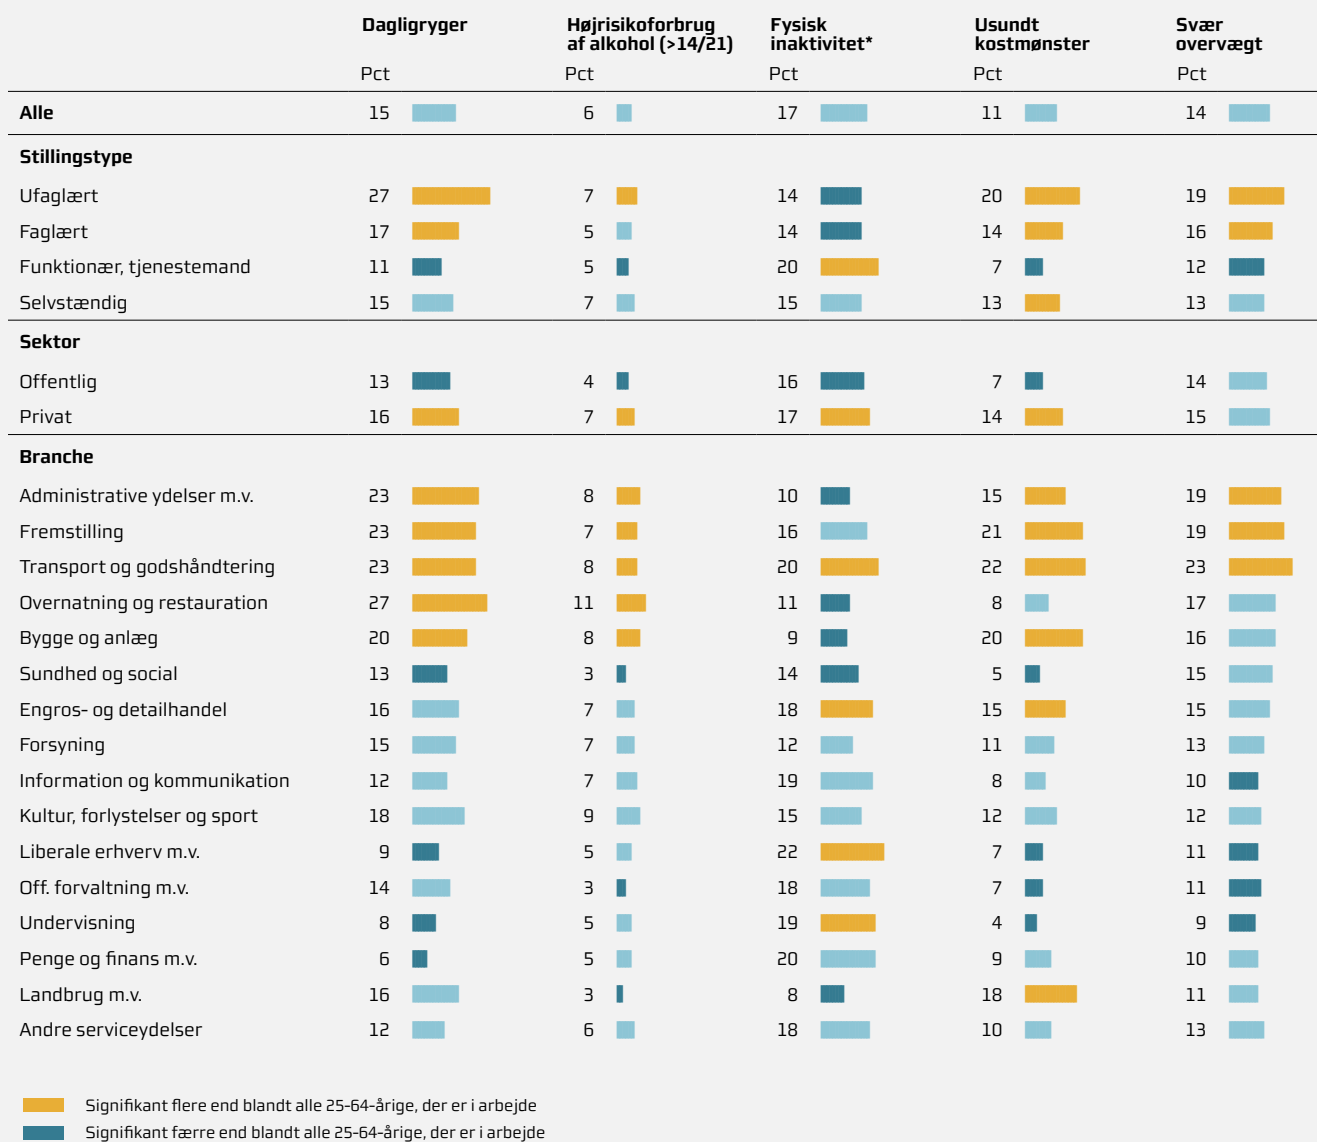 Dagligryger Højrisikoforbrug Fysisk Usundt Svær
af alkohol (>14/21) inaktivitet* kostmønster overvægt
Pct Pct Pct Pct Pct
Alle 15 6 17 11 14
Stillingstype
Ufaglært 27 7 14 20 19
Faglært 17 5 14 14 16
Funktionær, tjenestemand 11 5 20 7 12
Selvstændig 15 7 15 13 13
Sektor
Offentlig 13 4 16 7 14
Privat 16 7 17 14 15
Branche
Administrative ydelser m.v. 23 8 10 15 19
Fremstilling 23 7 16 21 19
Transport og godshåndtering 23 8 20 22 23
Overnatning og restauration 27 11 11 8 17
Bygge og anlæg 20 8 9 20 16
Sundhed og social 13 3 14 5 15
Engros- og detailhandel 16 7 18 15 15
Forsyning 15 7 12 11 13
Information og kommunikation 12 7 19 8 10
Kultur, forlystelser og sport 18 9 15 12 12
Liberale erhverv m.v. 9 5 22 7 11
Off. forvaltning m.v. 14 3 18 7 11
Undervisning 8 5 19 4 9
Penge og finans m.v. 6 5 20 9 10
Landbrug m.v. 16 3 8 18 11
Andre serviceydelser 12 6 18 10 13
Signifikant flere end blandt alle 25-64-årige, der er i arbejde
Signifikant færre end blandt alle 25-64-årige, der er i arbejde